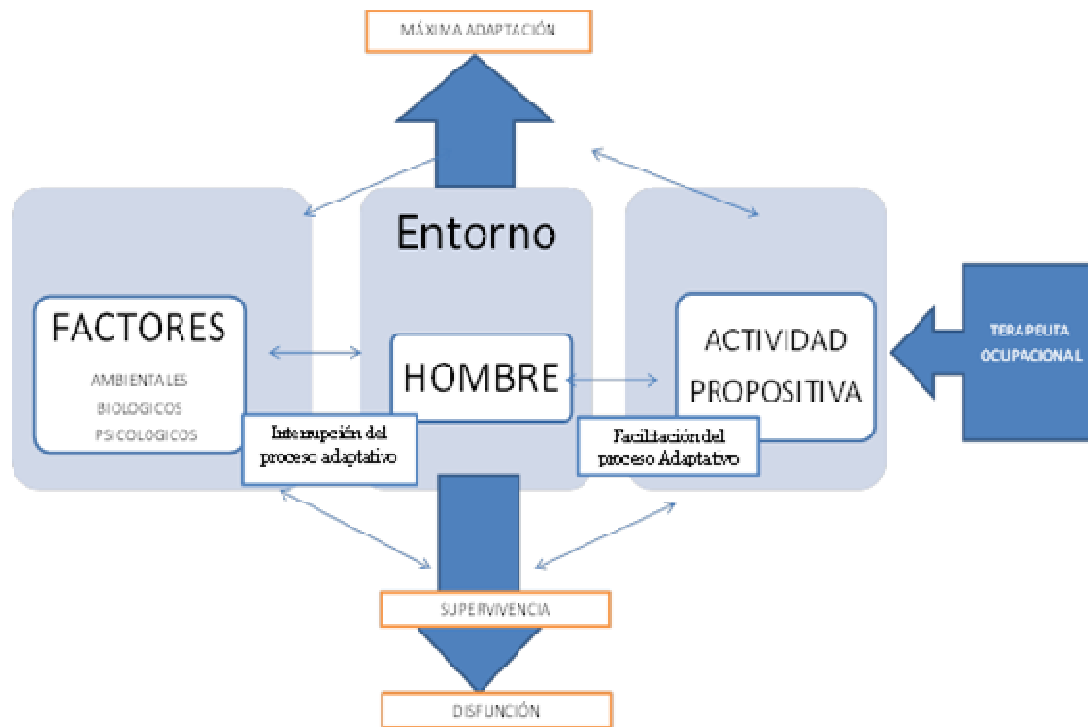 MÁXIMA ADAPTACIÓN
Entorno
FACTORES
AMBIENTALES
BIOLOGICOS
PSICOLOGICOS
HOMBRE
ACTIVIDAD
PROPOSITIVA
TERAPEUTA
OCUPACIONAL
Interrupción del
proceso adaptativo
Facilitación del
proceso Adaptativo
SUPERVIVENCIA
DISFUNCIÓN